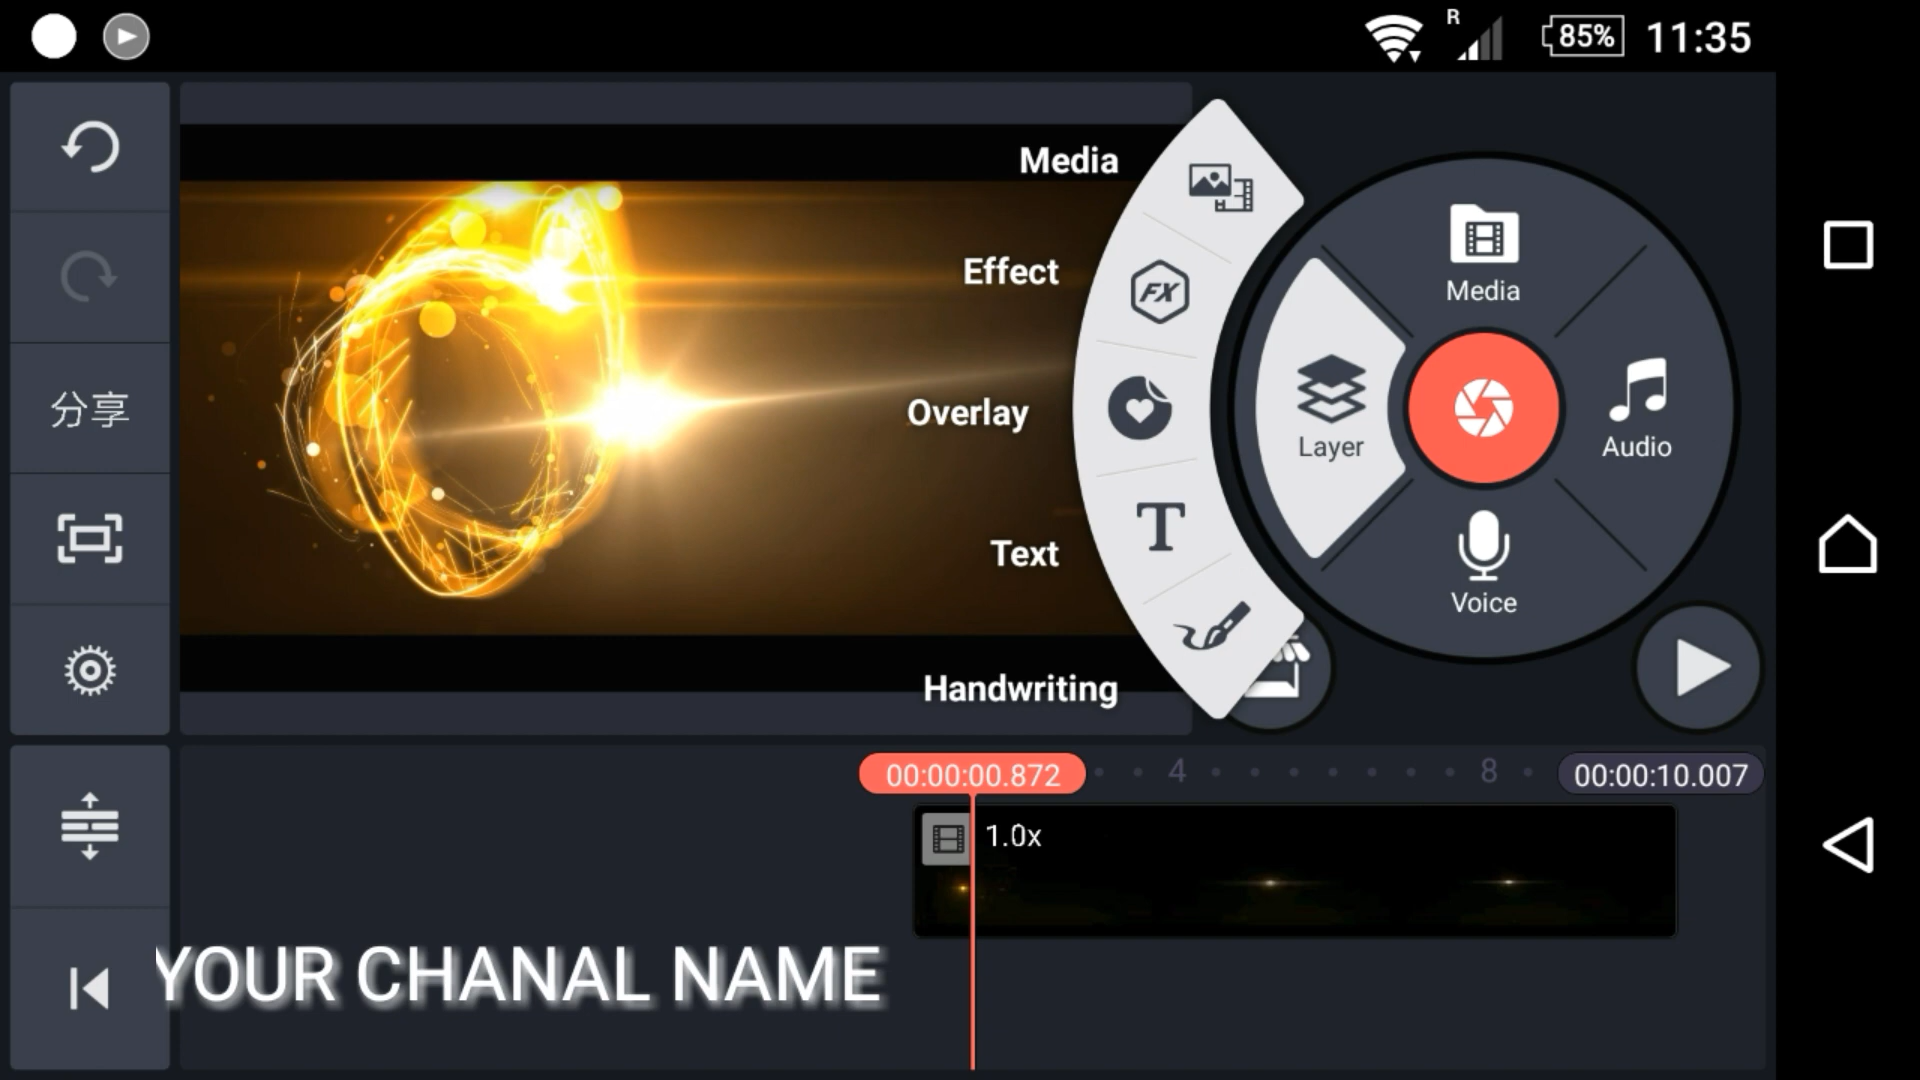 R
85%
11:35
Media
Effect
Overlay
Text
Handwriting
FX
T
Media
Layer
Audio
Voice
分享
00:00:00.872
4
8
00:00:10.007
1.0x
YOUR CHANAL NAME